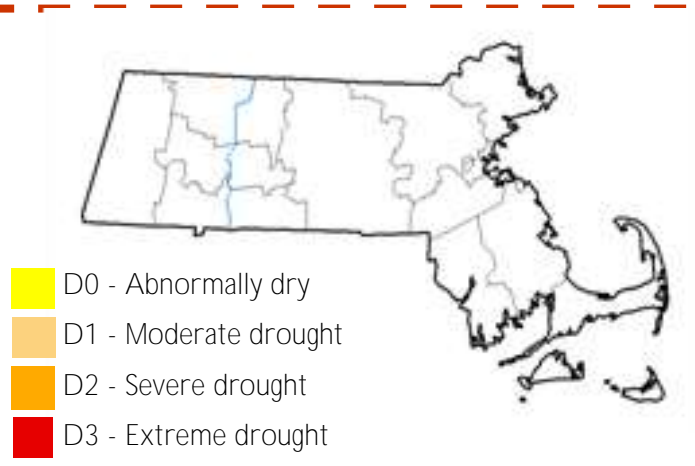 D0 - Abnormally dry
D1 - Moderate drought
D2 - Severe drought
D3 - Extreme drought